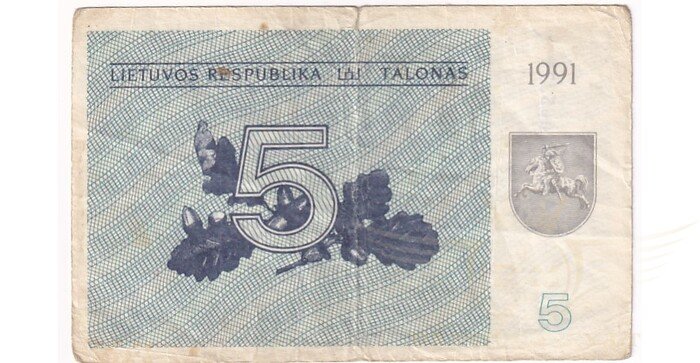 LIETUVOS RESPUBLIKA TALONAS
1991
5
5